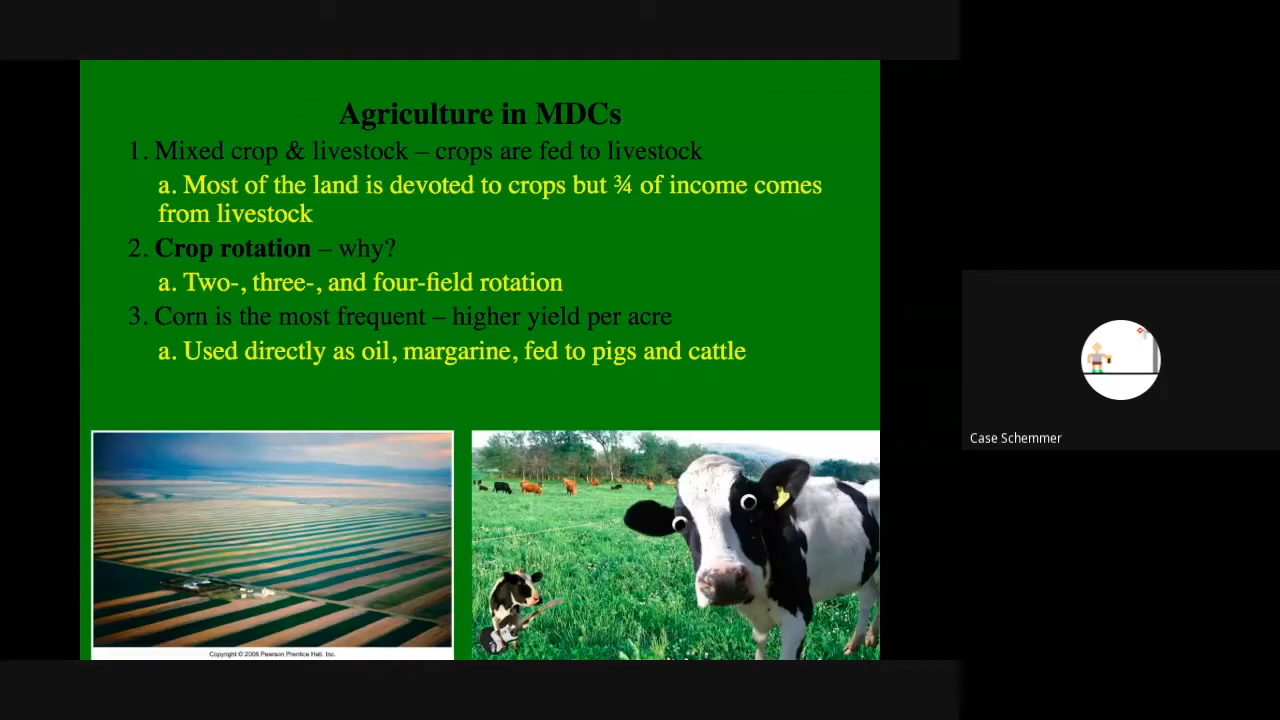 Agriculture in MDCs
1. Mixed crop & livestock – crops are fed to livestock
a. Most of the land is devoted to crops but ¾ of income comes
from livestock
2. Crop rotation – why?
a. Two-, three-, and four-field rotation
3. Corn is the most frequent – higher yield per acre
a. Used directly as oil, margarine, fed to pigs and cattle
Copyright © 2008 Pearson Prentice Hall, Inc.
Case Schemmer